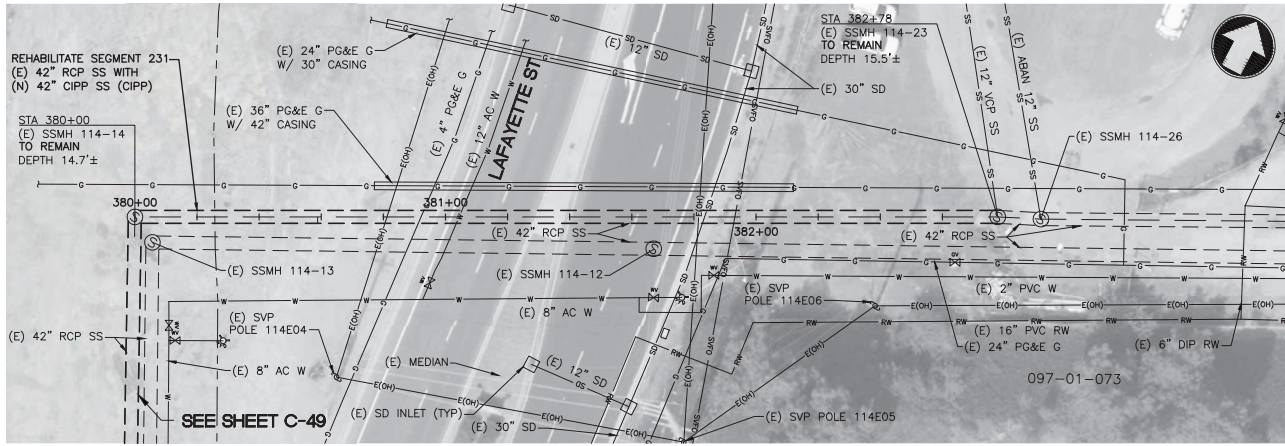 REHABILITATE SEGMENT 231
(E) 42" RCP SS WITH
(N) 42" CIPP SS (CIPP)
STA 380+00
(E) SSMH 114-14
TO REMAIN
DEPTH 14.7'±
(E) 24" PG&E G
W/ 30" CASING
(E) 36" PG&E G
W/ 42" CASING
(E) 4" PG&E G
(E) 12" AC W
LAFAYETTE ST
(E) 12" SD
(E) 30" SD
STA 382+78
(E) SSMH 114-23
TO REMAIN
DEPTH 15.5'±
(E) 12" VCP SS
(E) ABAN 12" SS
(E) SSMH 114-26
380+00
381+00
382+00
(E) 42" RCP SS
(E) 42" RCP SS
(E) SSMH 114-13
(E) SSMH 114-12
(E) 8" AC W
(E) SVP
POLE 114E04
(E) SVP
POLE 114E06
(E) 2" PVC W
(E) 16" PVC RW
(E) 24" PG&E G
(E) 6" DIP RW
(E) 42" RCP SS
(E) 8" AC W
(E) MEDIAN
(E) 12" SD
(E) SD INLET (TYP)
(E) 30" SD
(E) SVP POLE 114E05
097-01-073
SEE SHEET C-49